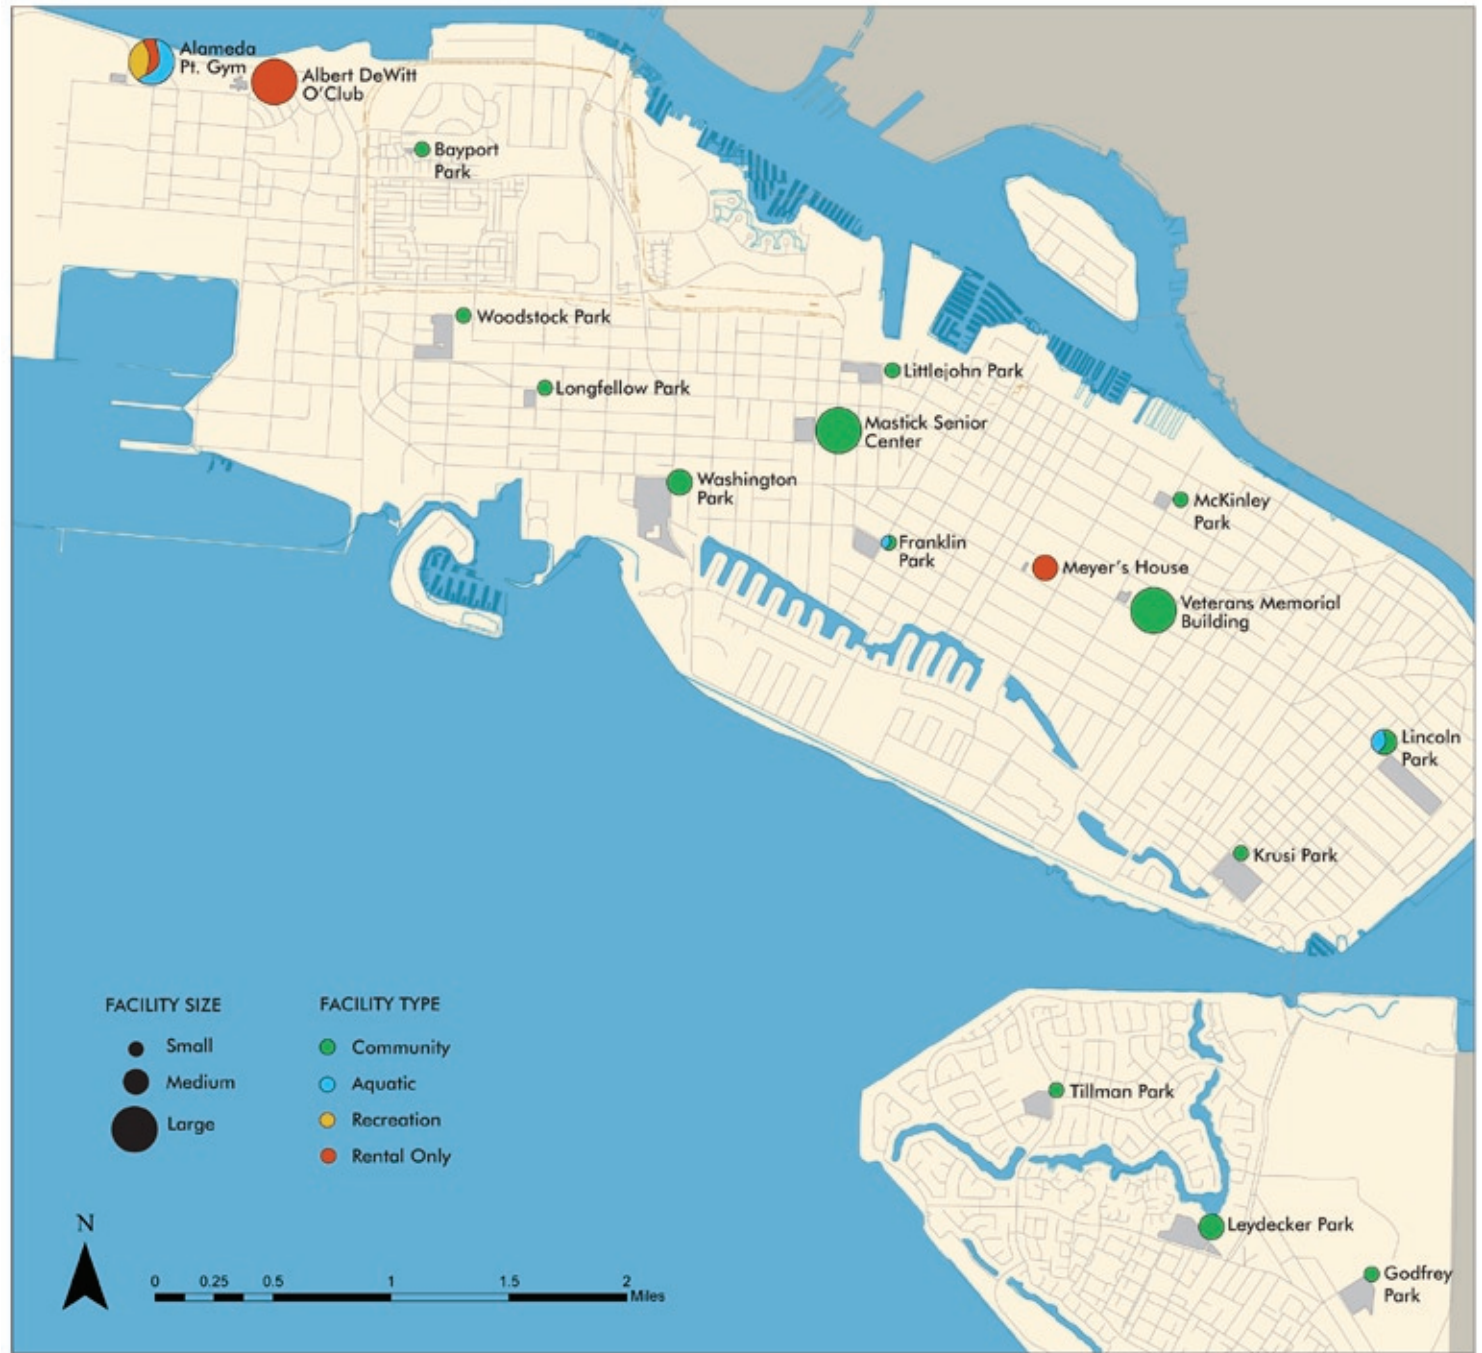 Alameda
Pt. Gym
Albert DeWitt
O'Club
Bayport
Park
Woodstock Park
Longfellow Park
Littlejohn Park
Mastick Senior
Center
Washington
Park
McKinley
Park
Franklin
Park
Meyer's House
Veterans Memorial
Building
Lincoln
Park
Krusi Park
FACILITY SIZE
Small
Medium
Large
FACILITY TYPE
Community
Aquatic
Recreation
Rental Only
Tillman Park
Leydecker Park
Godfrey
Park
N
0 0.25 0.5 1 1.5 2
Miles